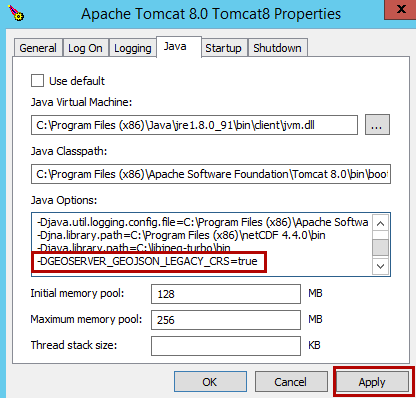 Apache Tomcat 8.0 Tomcat8 Properties
General Log On Logging Java Startup Shutdown
Use default
Java Virtual Machine:
C:\Program Files (x86)\Java\jre1.8.0_91\bin\client\jvm.dll ...
Java Classpath:
C:\Program Files (x86)\Apache Software Foundation\Tomcat 8.0\bin\boo
Java Options:
-Djava.util.logging.config.file=C:\Program Files (x86)\Apache Softwa
-Djna.library.path=C:\Program Files (x86)\netCDF 4.4.0\bin
-Djava.library.path=C:\libjpeg-turbo\bin
-DGEOSERVER_GEOJSON_LEGACY_CRS=true
Initial memory pool: 128 MB
Maximum memory pool: 256 MB
Thread stack size: KB
OK Cancel Apply